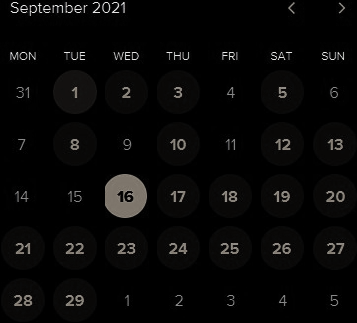 September 2021
MON TUE WED THU FRI SAT SUN
31 1 2 3 4 5 6
7 8 9 10 11 12 13
14 15 16 17 18 19 20
21 22 23 24 25 26 27
28 29 1 2 3 4 5